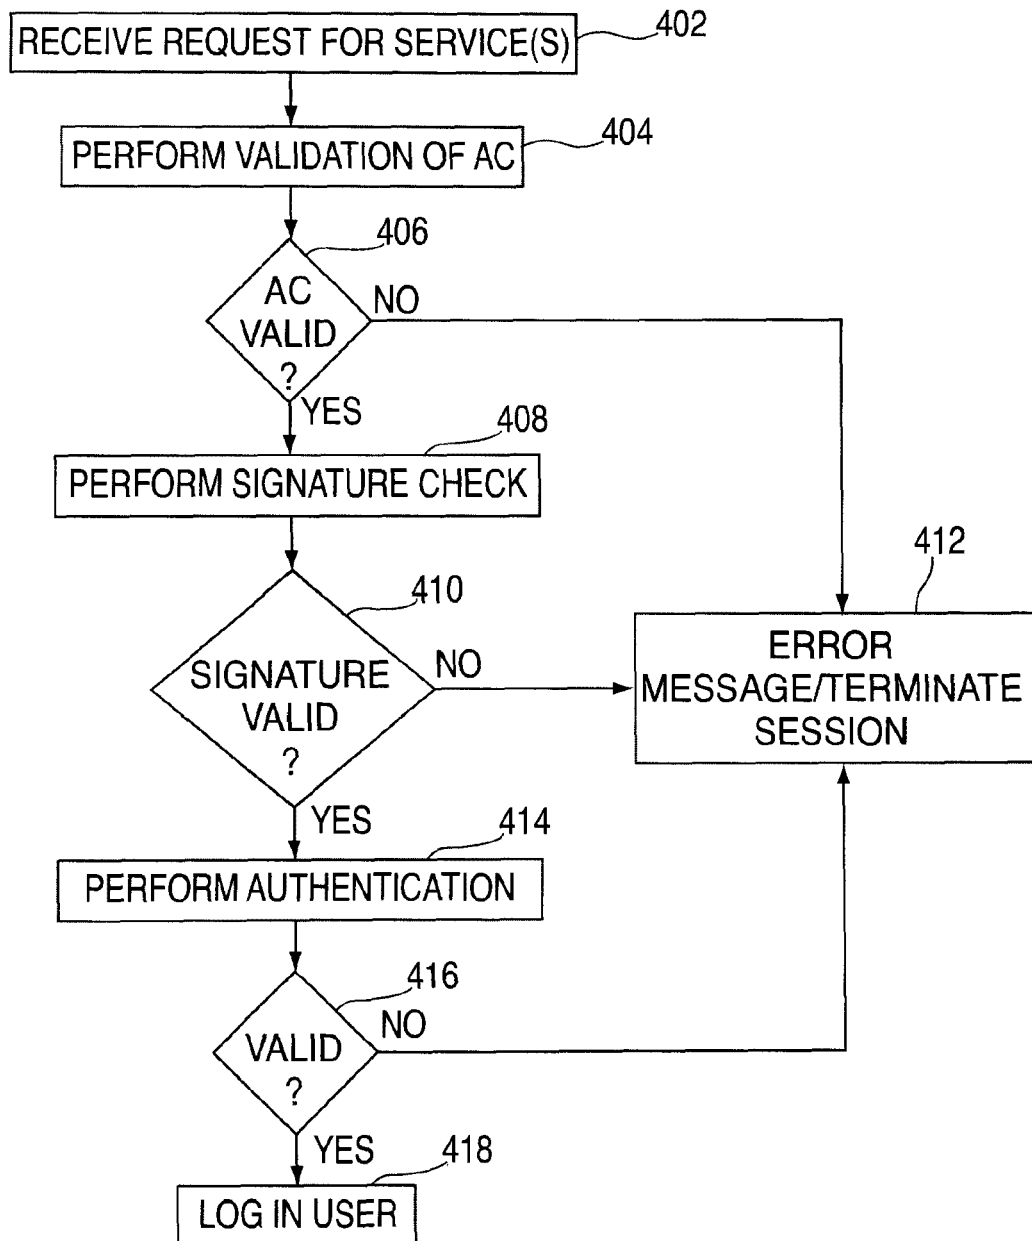 RECEIVE REQUEST FOR SERVICE(S)
402
PERFORM VALIDATION OF AC
404
406
AC
VALID
?
NO
YES
408
PERFORM SIGNATURE CHECK
410
SIGNATURE
VALID
?
NO
412
ERROR
MESSAGE/TERMINATE
SESSION
YES
414
PERFORM AUTHENTICATION
416
VALID
?
NO
YES
418
LOG IN USER